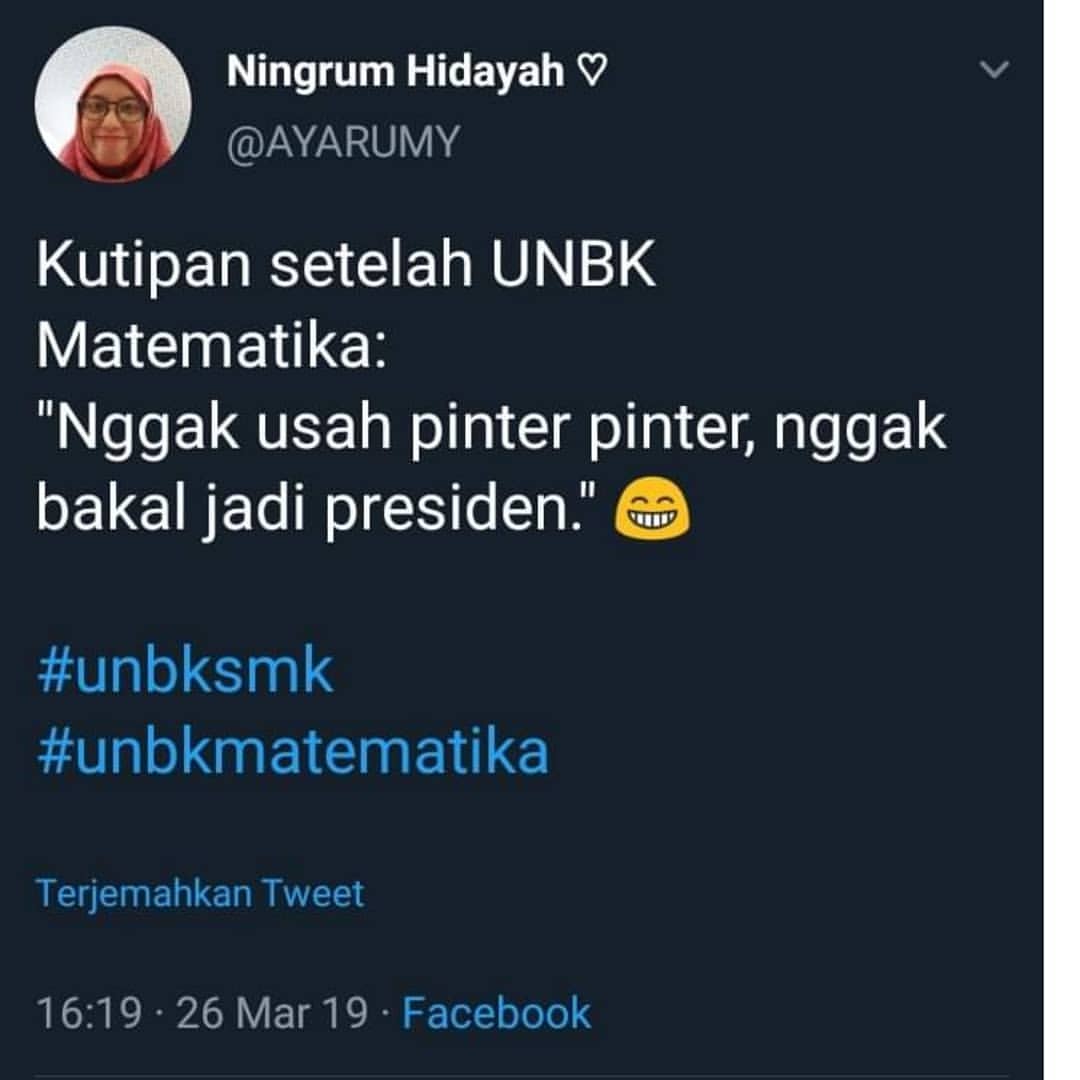 Ningrum Hidayah ♡
@AYARUMY
Kutipan setelah UNBK
Matematika:
"Nggak usah pinter pinter, nggak
bakal jadi presiden." 😁
#unbksmk
#unbkmatematika
Terjemahkan Tweet
16:19 · 26 Mar 19 · Facebook